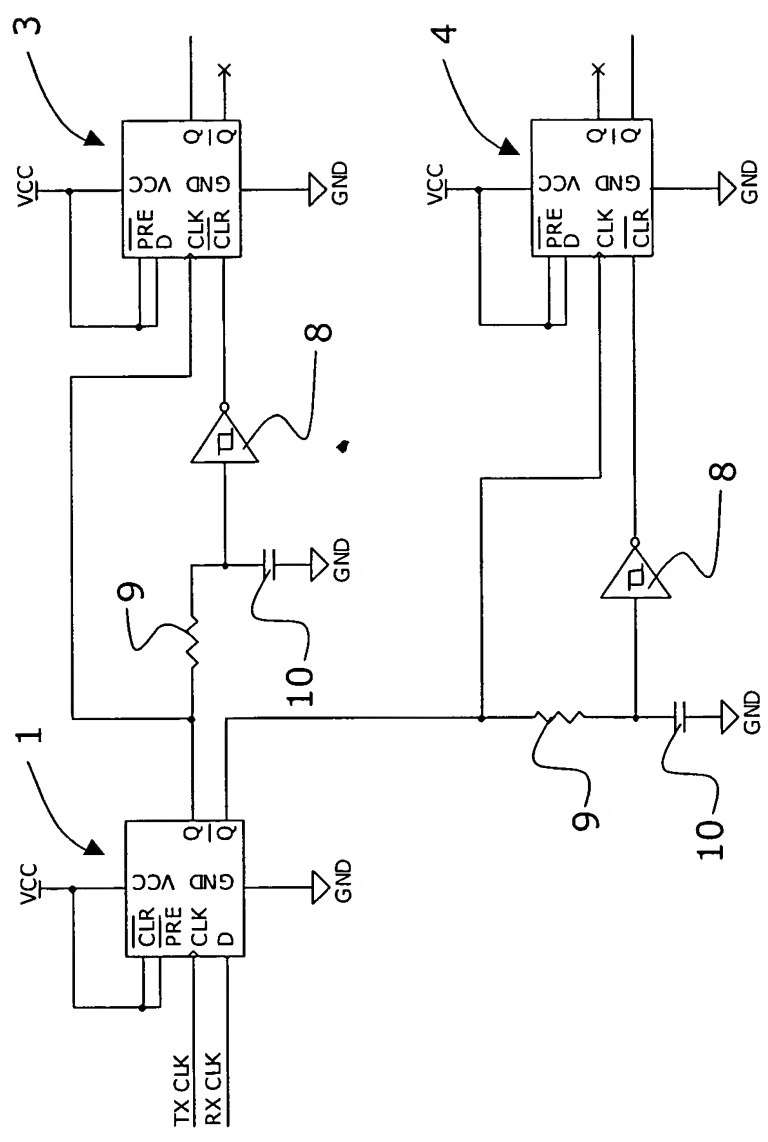 1
VCC
CLR
PRE
CLK
D
VCC
GND
Q
Q
GND
TX CLK
RX CLK
9
10
GND
8
3
VCC
PRE
D
CLK
CLR
VCC
GND
Q
Q
GND
9
10
GND
8
4
VCC
PRE
D
CLK
CLR
VCC
GND
Q
Q
GND